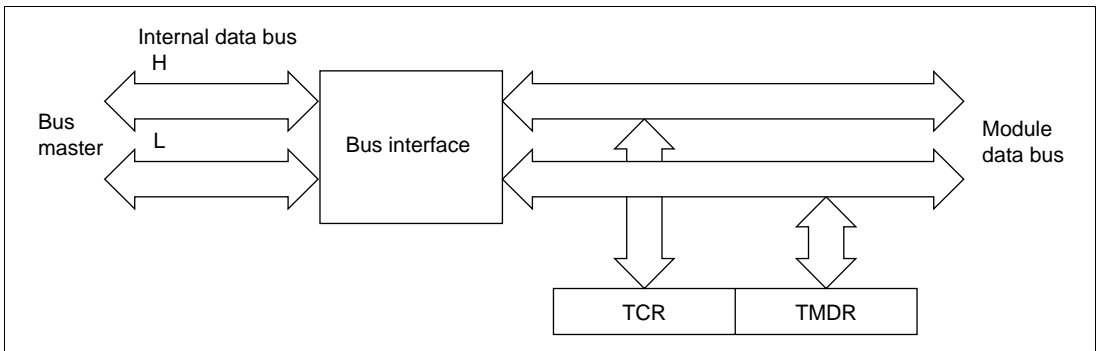 Internal data bus
H
Bus
master
L
Bus interface
Module
data bus
TCR
TMDR